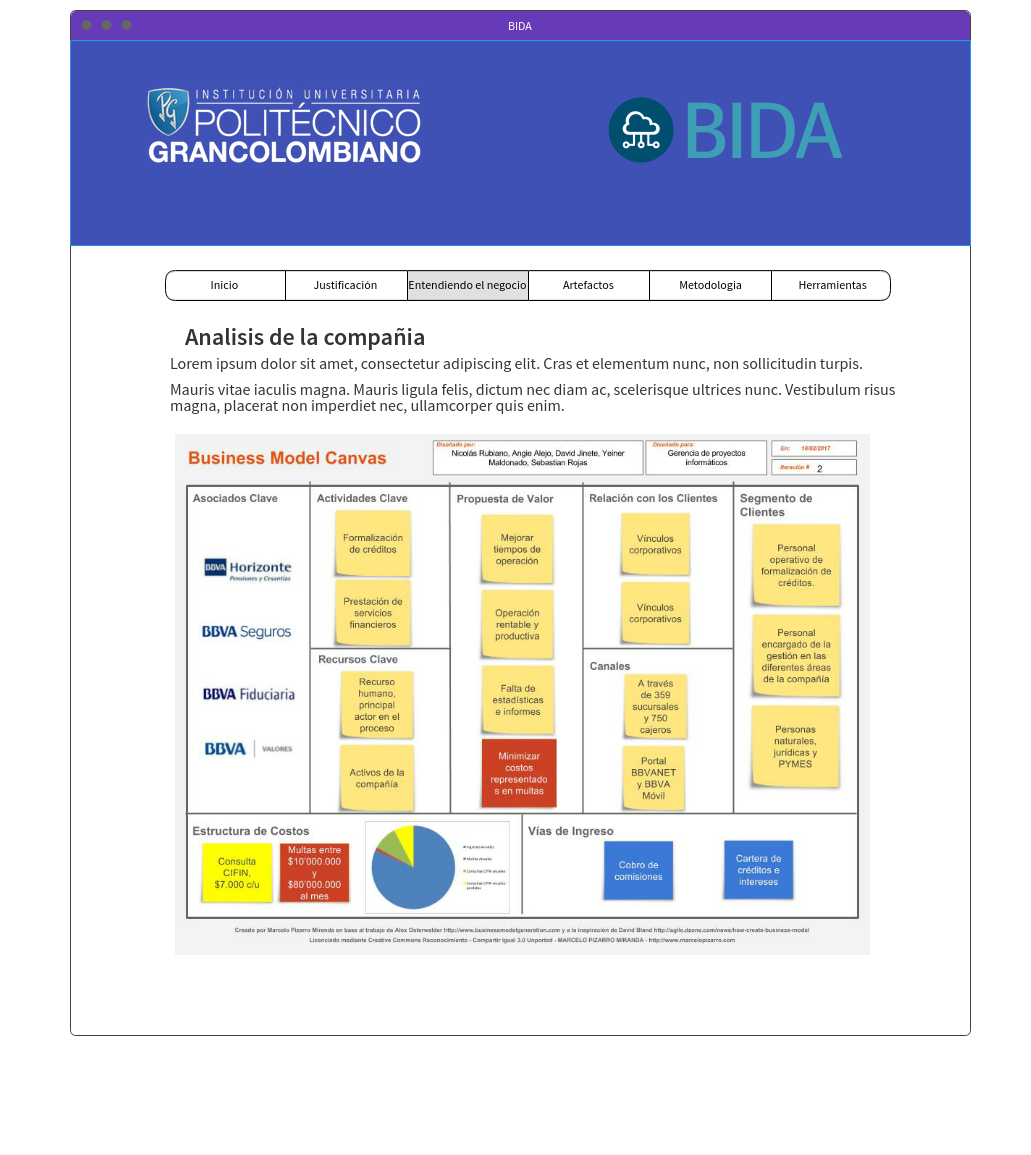 BIDA
INSTITUCIÓN UNIVERSITARIA
POLITÉCNICO
GRANCOLOMBIANO
BIDA
Inicio
Justificación
Entendiendo el negocio
Artefactos
Metodologia
Herramientas
Analisis de la compañia
Lorem ipsum dolor sit amet, consectetur adipiscing elit. Cras et elementum nunc, non sollicitudin turpis.
Mauris vitae iaculis magna. Mauris ligula felis, dictum nec diam ac, scelerisque ultrices nunc. Vestibulum risus
magna, placerat non imperdiet nec, ullamcorper quis enim.
Business Model Canvas
Diseñado por:
Nicolás Rubiano, Angie Alejo, David Jinete, Yeiner
Maldonado, Sebastian Rojas
Diseñado para:
Gerencia de proyectos
informáticos
En: 10/02/2017
Iteración # 2
Asociados Clave
BBVA Horizonte
Pensiones y Cesantías
BBVA Seguros
BBVA Fiduciaria
BBVA VALORES
Actividades Clave
Formalización
de créditos
Prestación de
servicios
financieros
Recursos Clave
Recurso
humano,
principal
actor en el
proceso
Activos de la
compañía
Propuesta de Valor
Mejorar
tiempos de
operación
Operación
rentable y
productiva
Falta de
estadísticas
e informes
Minimizar
costos
representado
s en multas
Relación con los Clientes
Vínculos
corporativos
Vínculos
corporativos
Canales
A través
de 359
sucursales
y 750
cajeros
Portal
BBVANET
y BBVA
Móvil
Segmento de
Clientes
Personal
operativo de
formalización de
créditos.
Personal
encargado de la
gestión en las
diferentes áreas
de la compañía
Personas
naturales,
jurídicas y
PYMES
Estructura de Costos
Consulta
CIFIN,
$7.000 c/u
Multas entre
$10'000.000
y
$80'000.000
al mes
Vías de Ingreso
Cobro de
comisiones
Cartera de
créditos e
intereses
Creado por Marcelo Pizarro Miranda en base al trabajo de Alex Osterwalder http://www.businessmodelgeneration.com y a la inspiración de David Bland http://agile.dzone.com/news/how-create-business-model
Licenciado mediante Creative Commons Reconocimiento - Compartir Igual 3.0 Unported - MARCELO PIZARRO MIRANDA - http://www.marcelopizarro.com